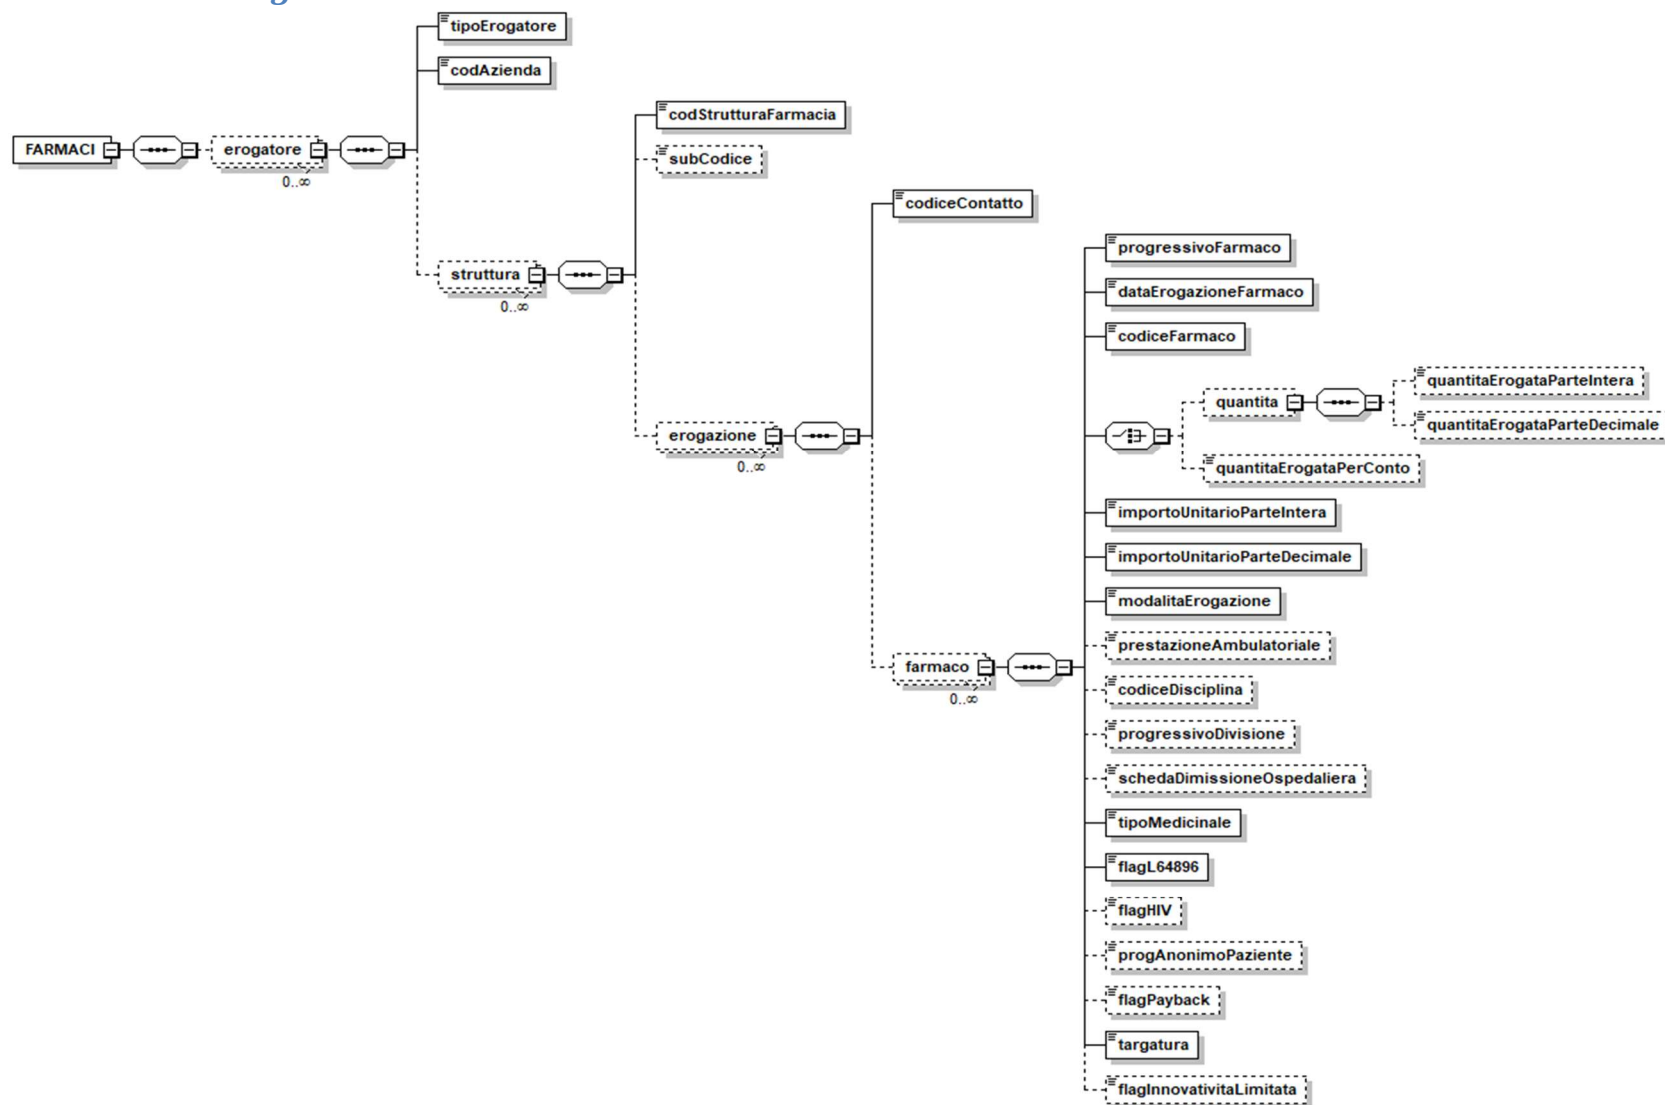 tipoErogatore
codAzienda
codStrutturaFarmacia
FARMACI
erogatore
0..∞
subCodice
codiceContatto
progressivoFarmaco
struttura
0..∞
dataErogazioneFarmaco
codiceFarmaco
quantitaErogataParteIntera
quantita
quantitaErogataParteDecimale
erogazione
0..∞
quantitaErogataPerConto
importoUnitarioParteIntera
importoUnitarioParteDecimale
modalitaErogazione
prestazioneAmbulatoriale
farmaco
0..∞
codiceDisciplina
progressivoDivisione
schedaDimissioneOspedaliera
tipoMedicinale
flagL64896
flagHIV
progAnonimoPaziente
flagPayback
targatura
flagInnovativitaLimitata